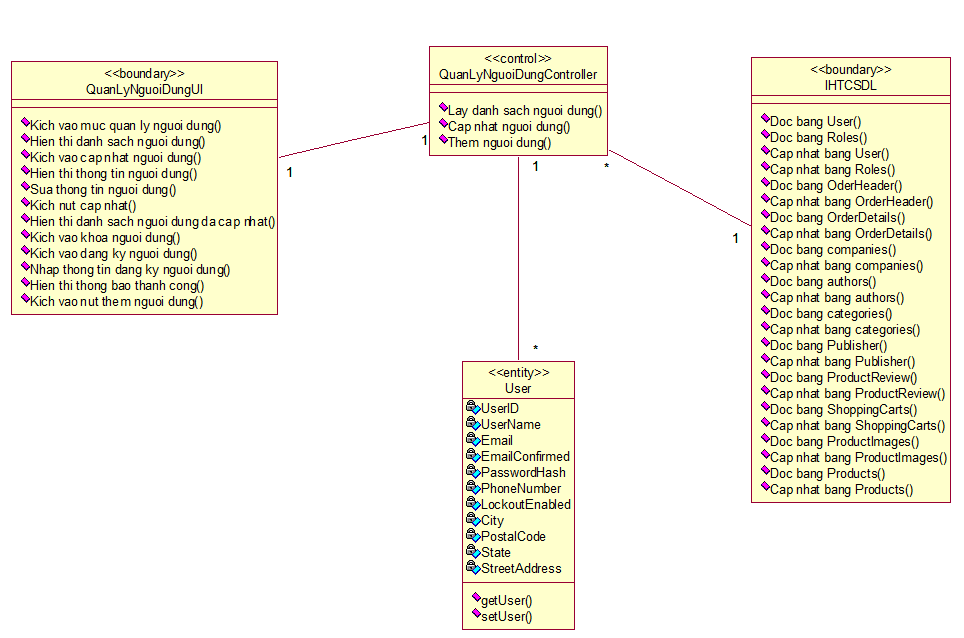 <<boundary>>
QuanLyNguoiDungUI
Kich vao muc quan ly nguoi dung()
Hien thi danh sach nguoi dung()
Kich vao cap nhat nguoi dung()
Hien thi thong tin nguoi dung()
Sua thong tin nguoi dung()
Kich nut cap nhat()
Hien thi danh sach nguoi dung da cap nhat()
Kich vao khoa nguoi dung()
Kich vao dang ky nguoi dung()
Nhap thong tin dang ky nguoi dung()
Hien thi thong bao thanh cong()
Kich vao nut them nguoi dung()
1
1
<<control>>
QuanLyNguoiDungController
Lay danh sach nguoi dung()
Cap nhat nguoi dung()
Them nguoi dung()
1
*
*
1
<<entity>>
User
UserID
UserName
Email
EmailConfirmed
PasswordHash
PhoneNumber
LockoutEnabled
City
PostalCode
State
StreetAddress
getUser()
setUser()
<<boundary>>
IHTCSDL
Doc bang User()
Doc bang Roles()
Cap nhat bang User()
Cap nhat bang Roles()
Doc bang OderHeader()
Cap nhat bang OrderHeader()
Doc bang OrderDetails()
Cap nhat bang OrderDetails()
Doc bang companies()
Cap nhat bang companies()
Doc bang authors()
Cap nhat bang authors()
Doc bang categories()
Cap nhat bang categories()
Doc bang Publisher()
Cap nhat bang Publisher()
Doc bang ProductReview()
Cap nhat bang ProductReview()
Doc bang ShoppingCarts()
Cap nhat bang ShoppingCarts()
Doc bang ProductImages()
Cap nhat bang ProductImages()
Doc bang Products()
Cap nhat bang Products()